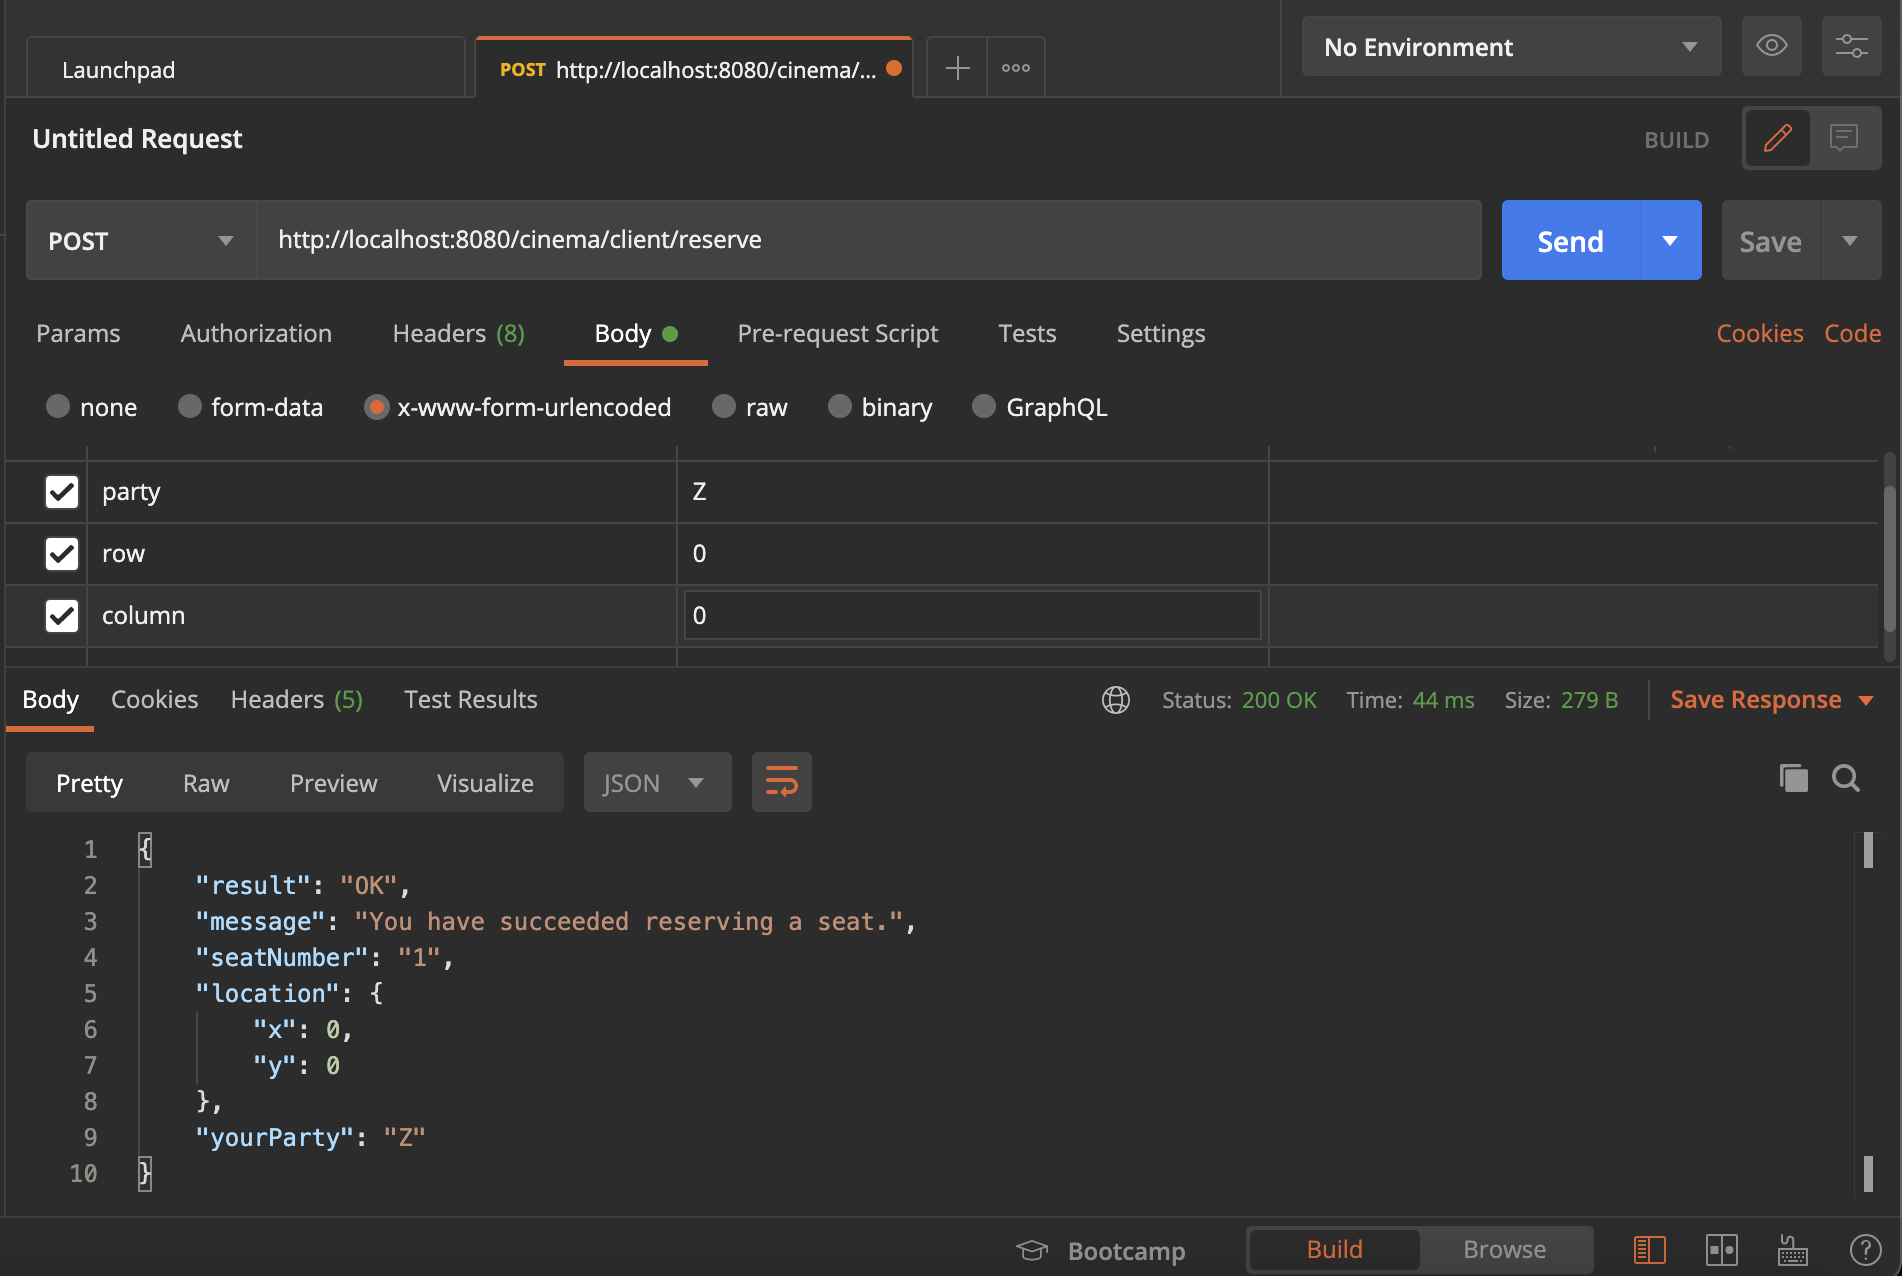 Launchpad
POST http://localhost:8080/cinema/...
No Environment
Untitled Request
BUILD
POST
http://localhost:8080/cinema/client/reserve
Send
Save
Params Authorization Headers (8) Body Pre-request Script Tests Settings Cookies Code
none form-data x-www-form-urlencoded raw binary GraphQL
party Z
row 0
column 0
Body Cookies Headers (5) Test Results Status: 200 OK Time: 44 ms Size: 279 B Save Response
Pretty Raw Preview Visualize JSON
1 {
2 "result": "OK",
3 "message": "You have succeeded reserving a seat.",
4 "seatNumber": "1",
5 "location": {
6 "x": 0,
7 "y": 0
8 },
9 "yourParty": "Z"
10 }
Bootcamp Build Browse